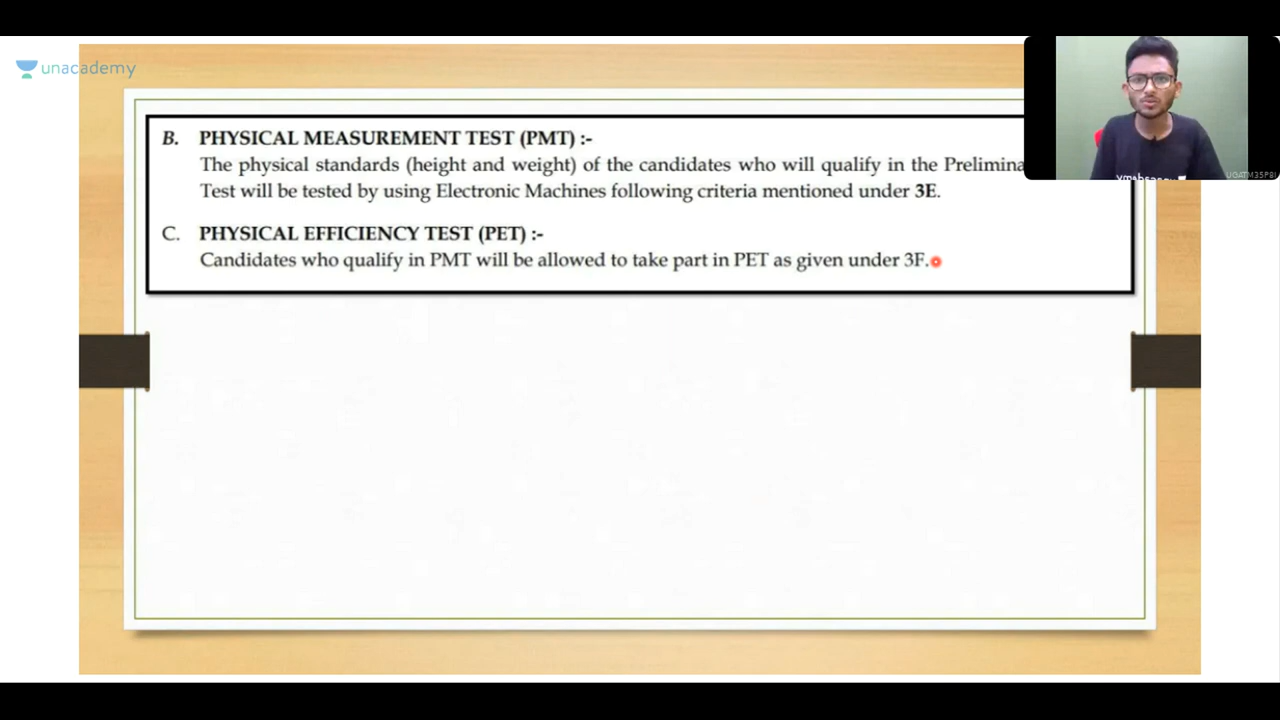 unacademy
B. PHYSICAL MEASUREMENT TEST (PMT) :-
The physical standards (height and weight) of the candidates who will qualify in the Prelimina
Test will be tested by using Electronic Machines following criteria mentioned under 3E.
C. PHYSICAL EFFICIENCY TEST (PET) :-
Candidates who qualify in PMT will be allowed to take part in PET as given under 3F.